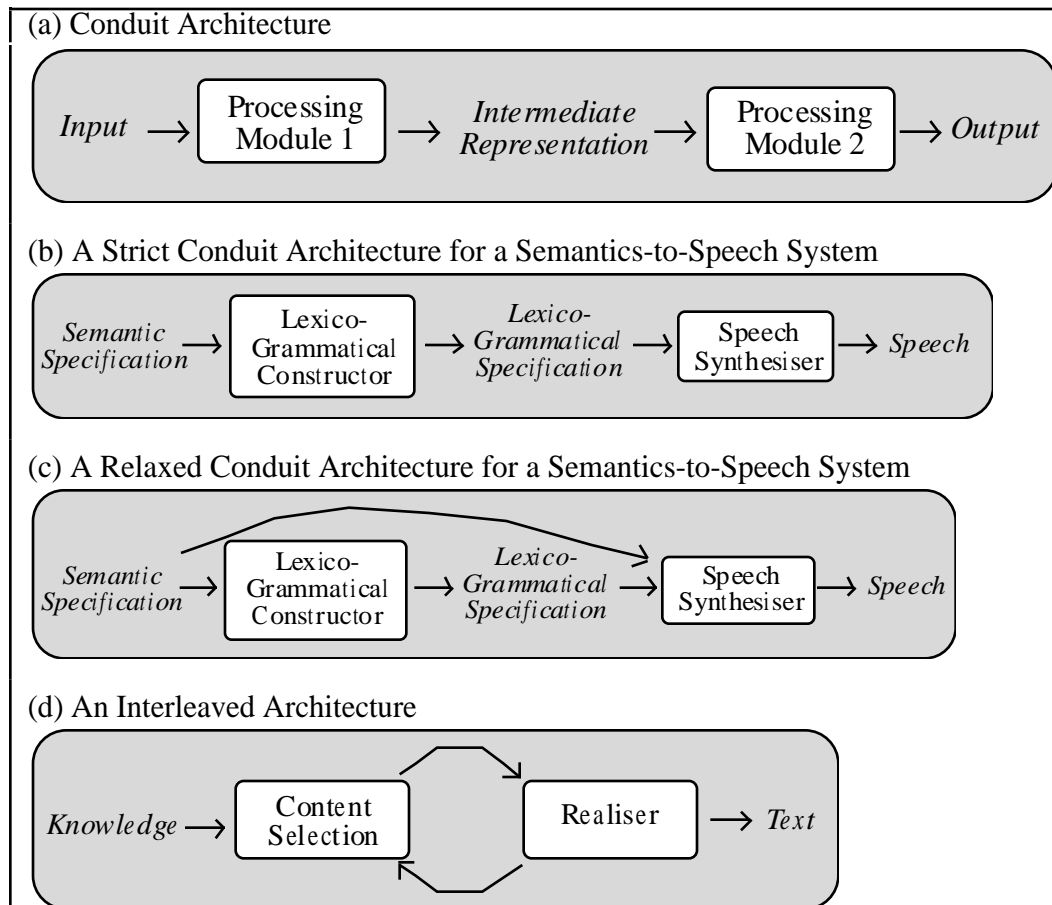 (a) Conduit Architecture
Input
Processing
Module 1
Intermediate
Representation
Processing
Module 2
Output
(b) A Strict Conduit Architecture for a Semantics-to-Speech System
Semantic
Specification
Lexico-
Grammatical
Constructor
Lexico-
Grammatical
Specification
Speech
Synthesiser
Speech
(c) A Relaxed Conduit Architecture for a Semantics-to-Speech System
Semantic
Specification
Lexico-
Grammatical
Constructor
Lexico-
Grammatical
Specification
Speech
Synthesiser
Speech
(d) An Interleaved Architecture
Knowledge
Content
Selection
Realiser
Text